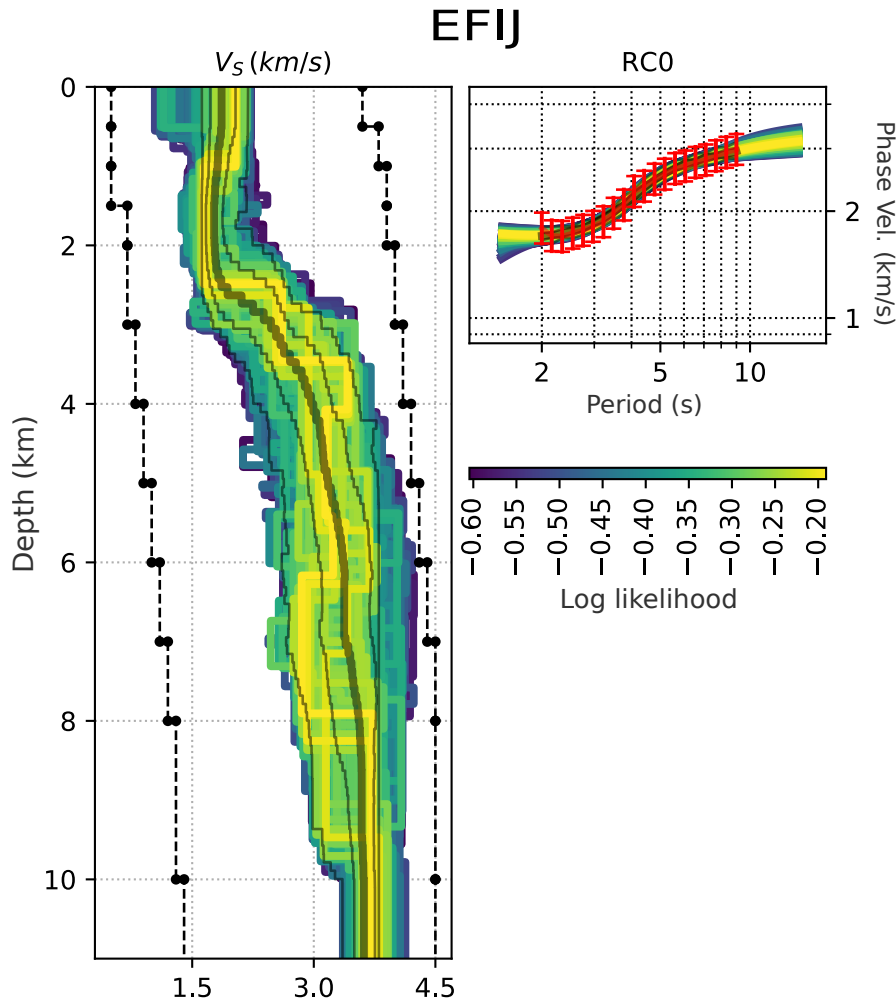 EFIJ
V_S (km/s)
0
2
4
6
8
10
Depth (km)
1.5 3.0 4.5
RC0
2
1
Phase Vel. (km/s)
2 5 10
Period (s)
−0.60 −0.55 −0.50 −0.45 −0.40 −0.35 −0.30 −0.25 −0.20
Log likelihood